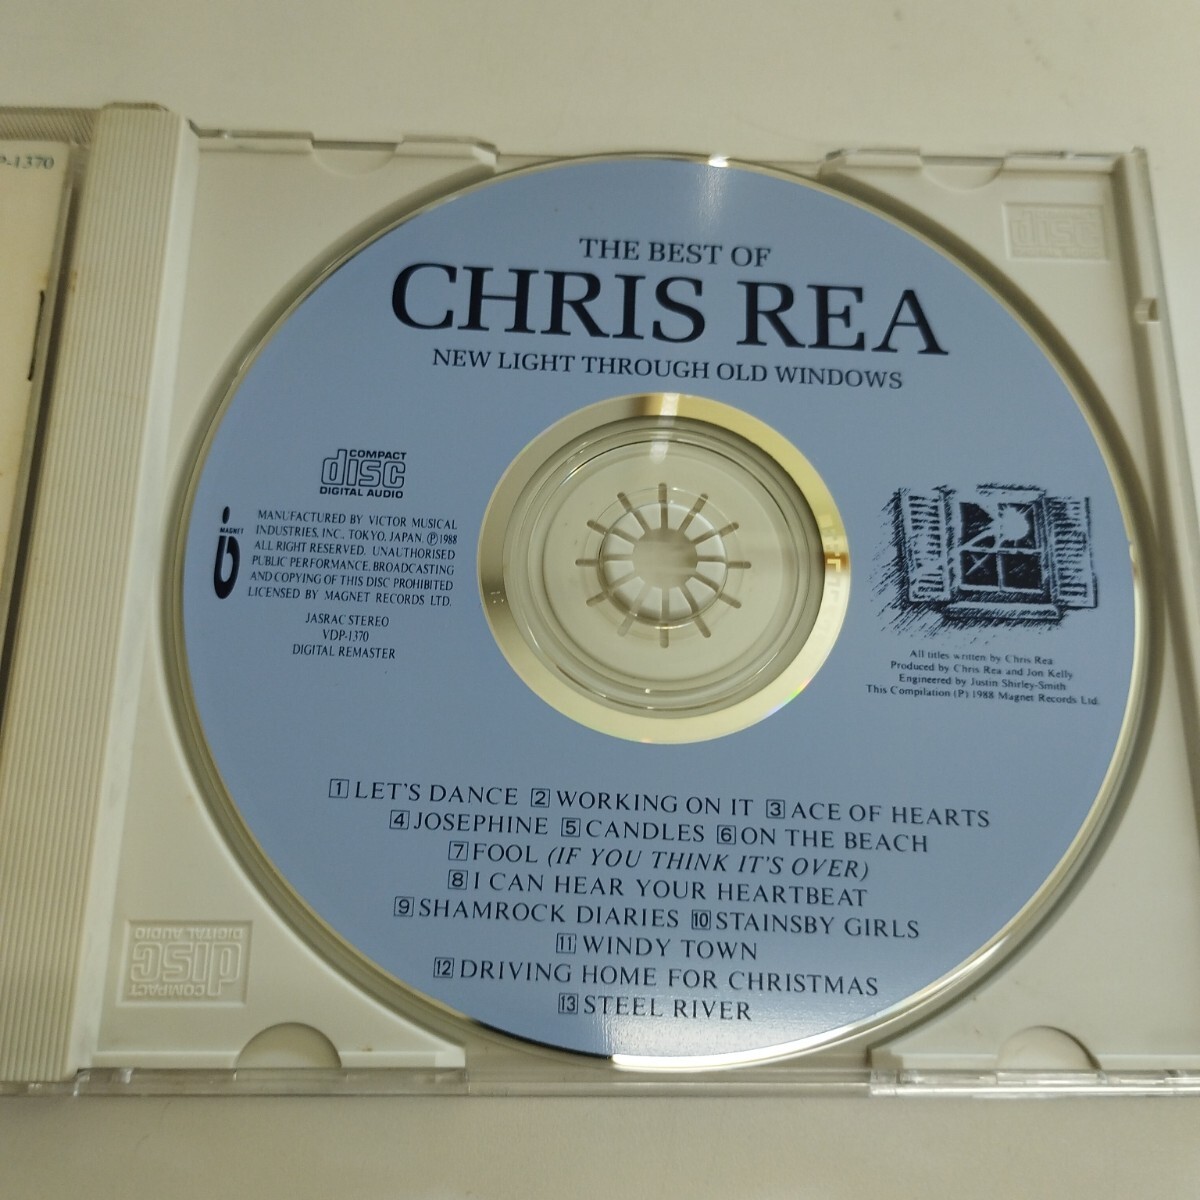 P-1370
THE BEST OF
CHRIS REA
NEW LIGHT THROUGH OLD WINDOWS
COMPACT
disc
DIGITAL AUDIO
MAGNET
MANUFACTURED BY VICTOR MUSICAL
INDUSTRIES, INC., TOKYO, JAPAN. Ⓟ1988
ALL RIGHT RESERVED. UNAUTHORISED
PUBLIC PERFORMANCE, BROADCASTING
AND COPYING OF THIS DISC PROHIBITED
LICENSED BY MAGNET RECORDS LTD.
JASRAC STEREO
VDP-1370
DIGITAL REMASTER
All titles written by Chris Rea
Produced by Chris Rea and Jon Kelly
Engineered by Justin Shirley-Smith
This Compilation (P) 1988 Magnet Records Ltd.
1 LET'S DANCE 2 WORKING ON IT 3 ACE OF HEARTS
4 JOSEPHINE 5 CANDLES 6 ON THE BEACH
7 FOOL (IF YOU THINK IT'S OVER)
8 I CAN HEAR YOUR HEARTBEAT
9 SHAMROCK DIARIES 10 STAINSBY GIRLS
11 WINDY TOWN
12 DRIVING HOME FOR CHRISTMAS
13 STEEL RIVER
COMPACT
disc
DIGITAL AUDIO